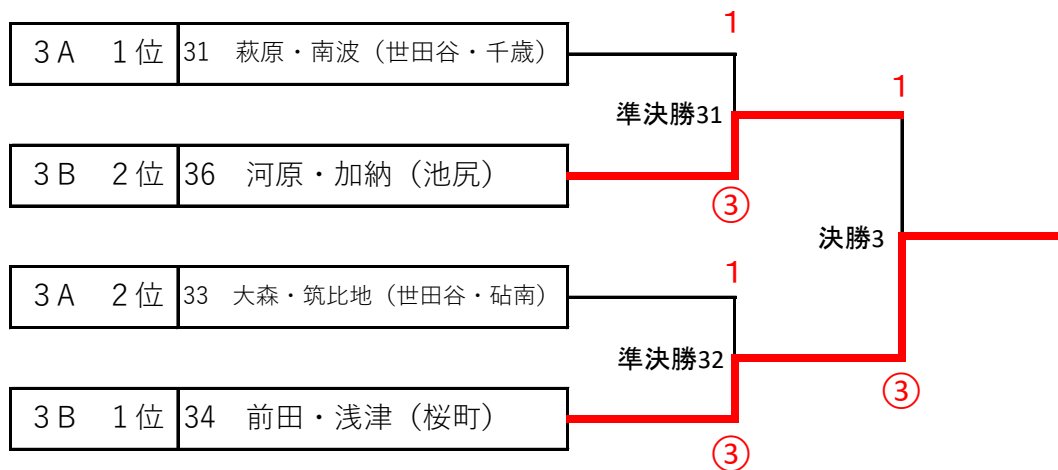 1
3A 1位 31 萩原・南波（世田谷・千歳）
1
準決勝31
3B 2位 36 河原・加納（池尻）
③
決勝3
1
3A 2位 33 大森・筑比地（世田谷・砧南）
準決勝32
③
3B 1位 34 前田・浅津（桜町）
③